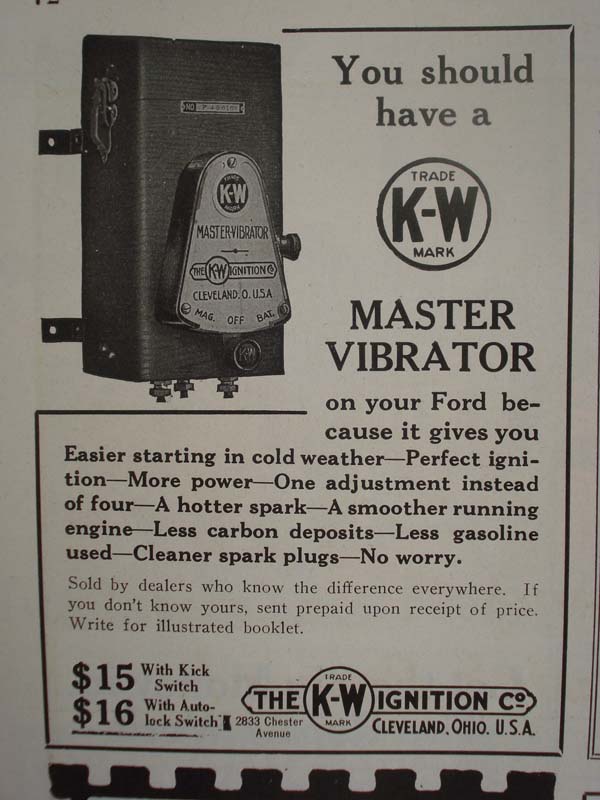 You should
have a
TRADE
K-W
MARK
MASTER
VIBRATOR
on your Ford be-
cause it gives you
Easier starting in cold weather—Perfect igni-
tion—More power—One adjustment instead
of four—A hotter spark—A smoother running
engine—Less carbon deposits—Less gasoline
used—Cleaner spark plugs—No worry.
Sold by dealers who know the difference everywhere. If
you don't know yours, sent prepaid upon receipt of price.
Write for illustrated booklet.
$15 With Kick
Switch
$16 With Auto-
lock Switch
2833 Chester
Avenue
TRADE
THE K-W IGNITION Co
MARK
CLEVELAND, OHIO. U.S.A.
NO.
TRADE
K-W
MARK
MASTER-VIBRATOR
THE K-W IGNITION Co
CLEVELAND, O. U.S.A
MAG. OFF BAT.
K-W